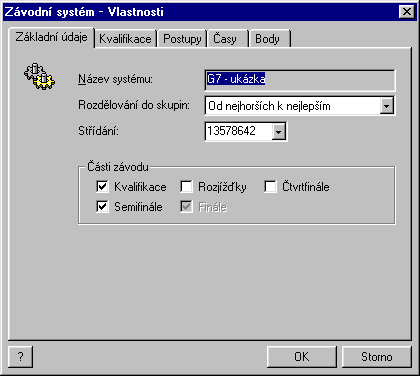 Závodní systém - Vlastnosti
Základní údaje Kvalifikace Postupy Časy Body
Název systému: G7 - ukázka
Rozdělování do skupin: Od nejhorších k nejlepším
Střídání: 13578642
Části závodu
Kvalifikace Rozjížďky Čtvrtfinále
Semifinále Finále
? OK Storno